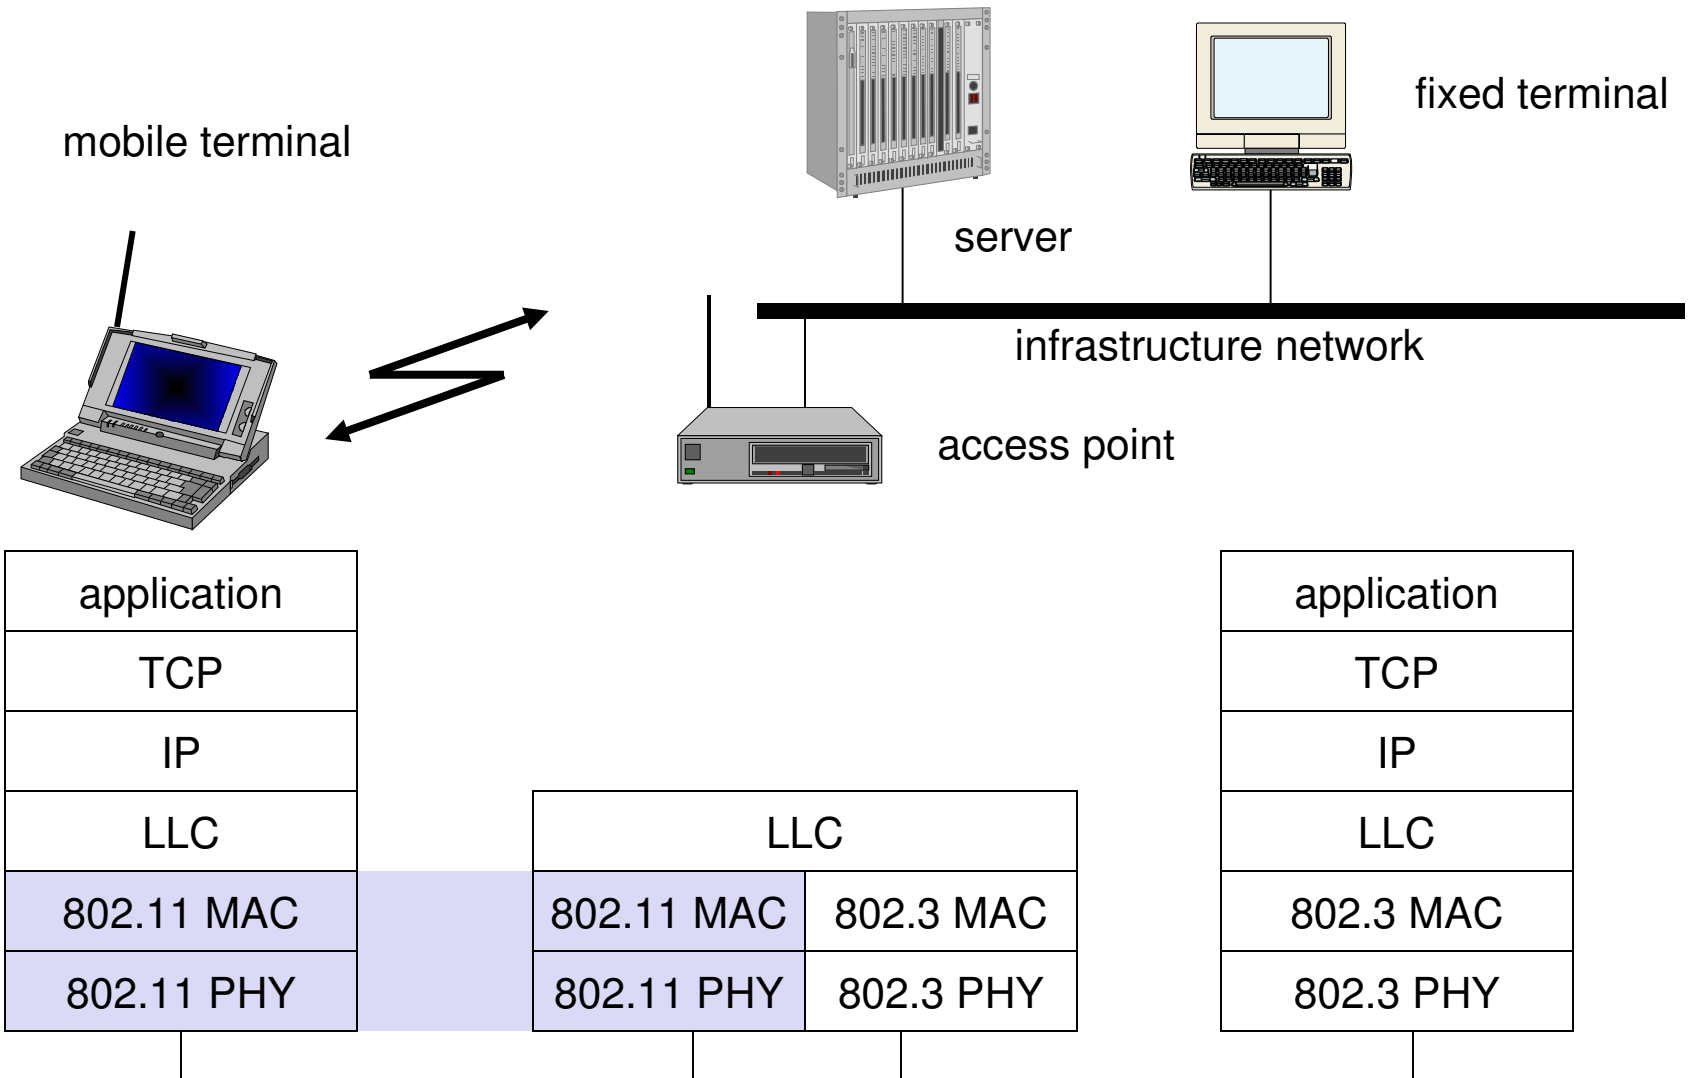 fixed terminal
mobile terminal
server
infrastructure network
access point
application
TCP
IP
LLC
802.11 MAC
802.11 PHY
LLC
802.11 MAC
802.3 MAC
802.11 PHY
802.3 PHY
application
TCP
IP
LLC
802.3 MAC
802.3 PHY